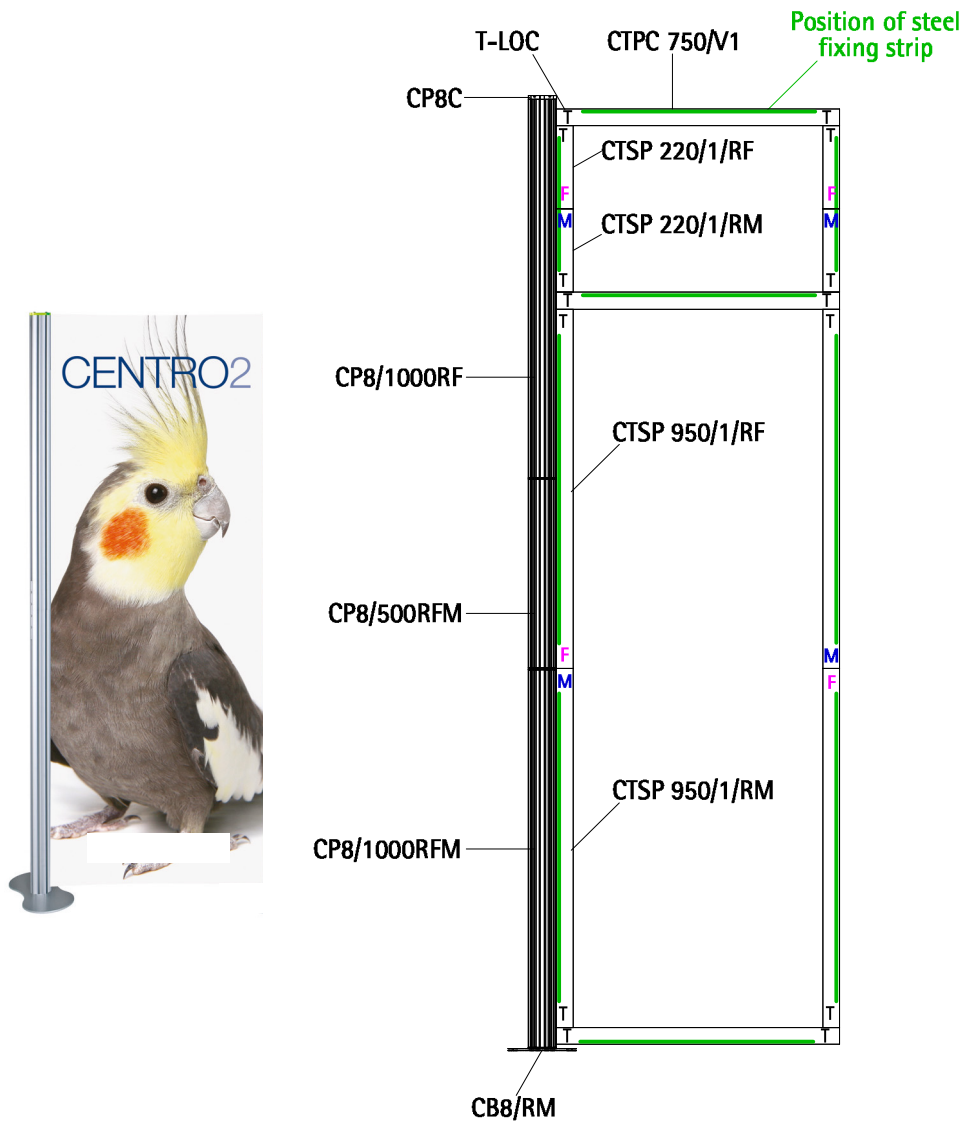 Position of steel
fixing strip
T-LOC
CTPC 750/V1
CP8C
T
T
T
T
CTSP 220/1/RF
F
F
M
M
CTSP 220/1/RM
T
T
T
T
T
T
CENTRO2
CP8/1000RF
CTSP 950/1/RF
CP8/500RFM
F
M
M
F
CTSP 950/1/RM
CP8/1000RFM
T
T
T
T
CB8/RM